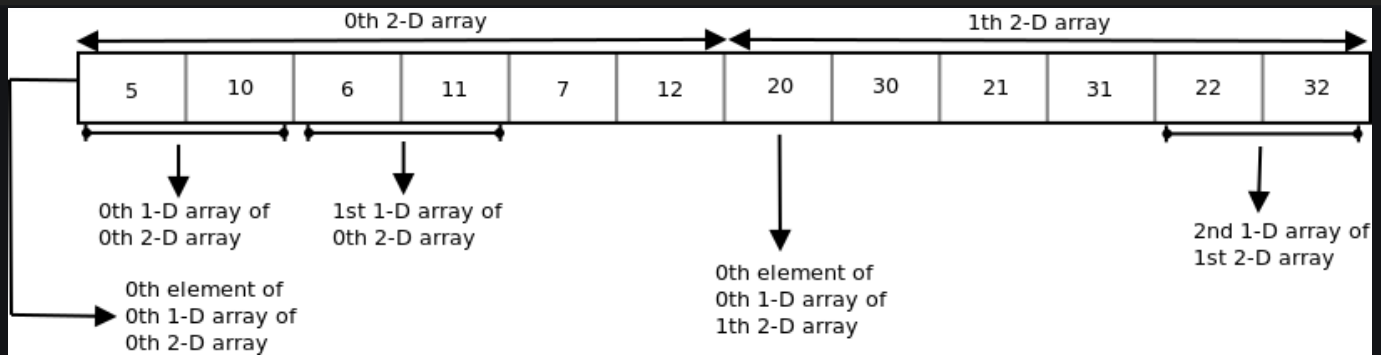 0th 2-D array
1th 2-D array
5 10 6 11 7 12 20 30 21 31 22 32
0th 1-D array of
0th 2-D array
1st 1-D array of
0th 2-D array
2nd 1-D array of
1st 2-D array
0th element of
0th 1-D array of
1th 2-D array
0th element of
0th 1-D array of
0th 2-D array